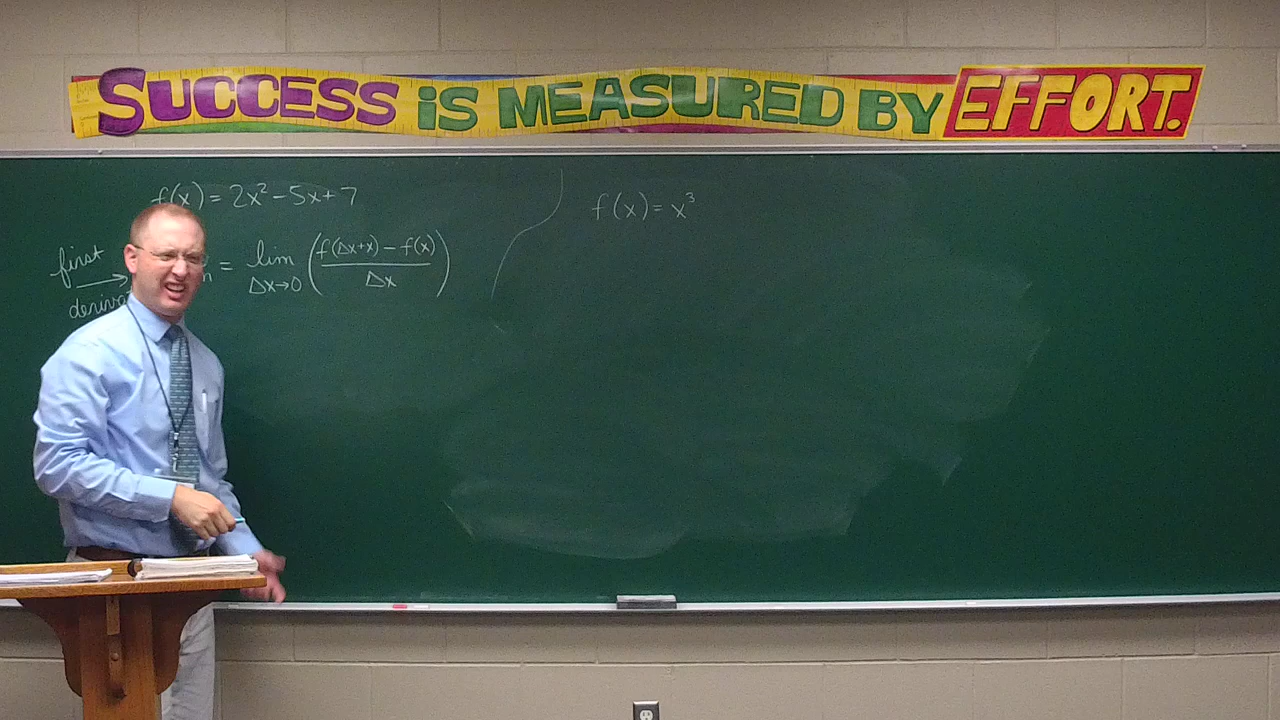 SUCCESS iS MEASURED BY EFFORT.
f(x) = 2x² - 5x + 7
first
= lim (f(Δx+x) - f(x) / Δx)
Δx→0
f(x) = x³